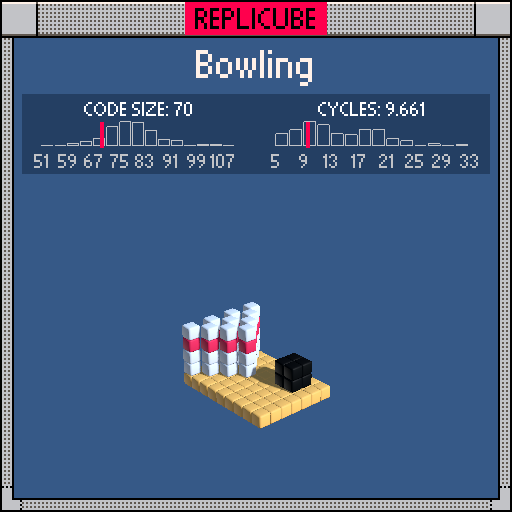 REPLICUBE
Bowling
CODE SIZE: 70 CYCLES: 9.661
51 59 67 75 83 91 99 107 5 9 13 17 21 25 29 33